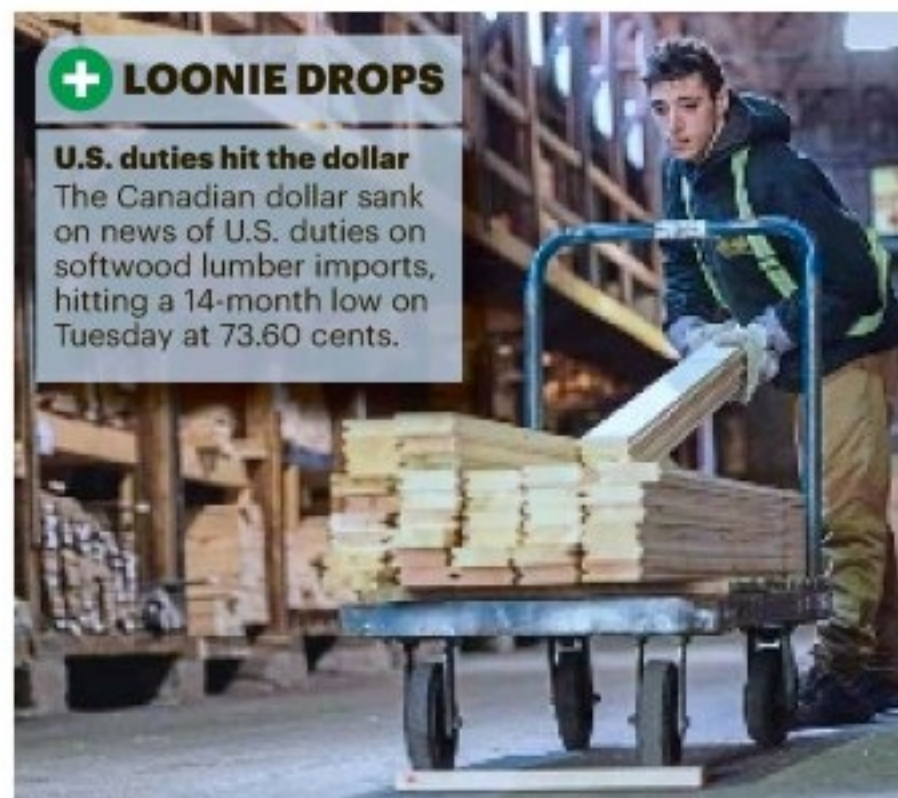 LOONIE DROPS
U.S. duties hit the dollar
The Canadian dollar sank
on news of U.S. duties on
softwood lumber imports,
hitting a 14-month low on
Tuesday at 73.60 cents.